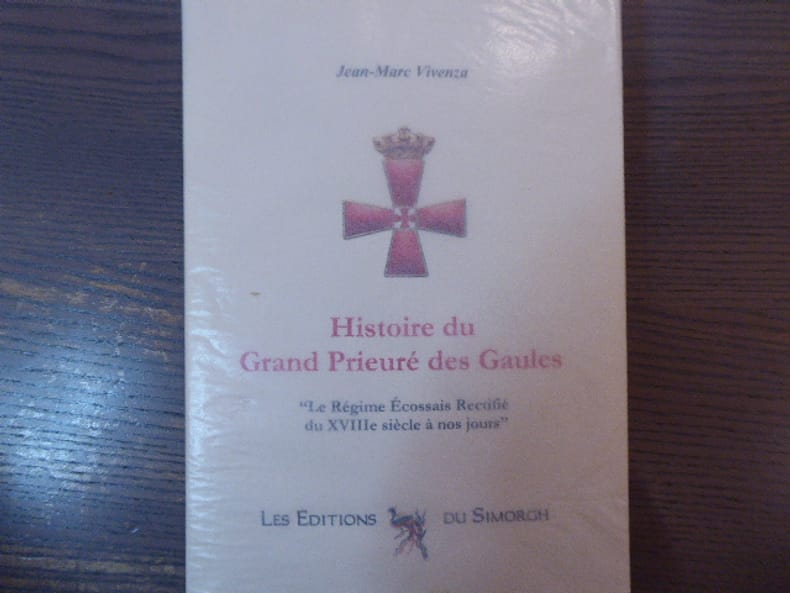 Jean-Marc Vivenza
Histoire du
Grand Prieuré des Gaules
“Le Régime Écossais Rectifié
du XVIIIe siècle à nos jours”
LES EDITIONS DU SIMORGH